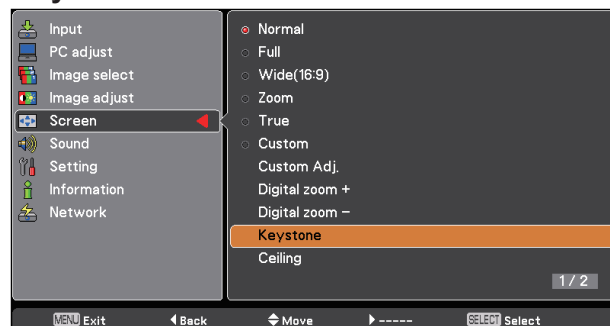 Input
PC adjust
Image select
Image adjust
Screen
Sound
Setting
Information
Network
Normal
Full
Wide(16:9)
Zoom
True
Custom
Custom Adj.
Digital zoom +
Digital zoom –
Keystone
Ceiling
1 / 2
MENU Exit
Back
Move
-----
SELECT Select